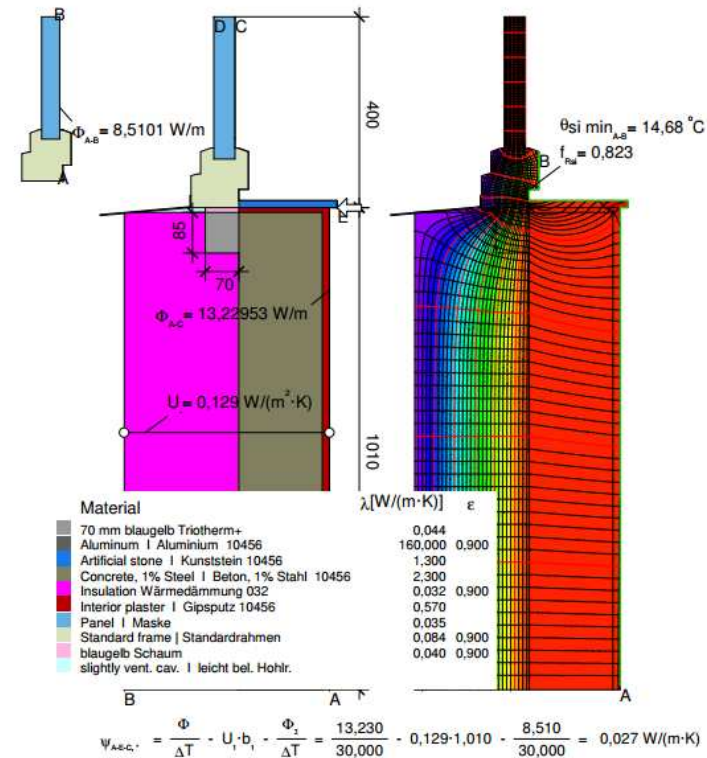 B
D C
400
Φ A-B = 8,5101 W/m
A
θsi min A-B = 14,68 °C
B
f Rsi = 0,823
E
85
70
Φ A-C = 13,22953 W/m
U = 0,129 W/(m²·K)
1010
Material λ[W/(m·K)] ε
70 mm blaugelb Triotherm+ 0,044
Aluminum I Aluminium 10456 160,000 0,900
Artificial stone I Kunststein 10456 1,300
Concrete, 1% Steel I Beton, 1% Stahl 10456 2,300
Insulation Wärmedämmung 032 0,032 0,900
Interior plaster I Gipsputz 10456 0,570
Panel I Maske 0,035
Standard frame | Standardrahmen 0,084 0,900
blaugelb Schaum 0,040 0,900
slightly vent. cav. I leicht bel. Hohlr.
B A A
ψ A-E-C, = Φ/ΔT - U₁·b₁ - Φ₂/ΔT = 13,230/30,000 - 0,129·1,010 - 8,510/30,000 = 0,027 W/(m·K)